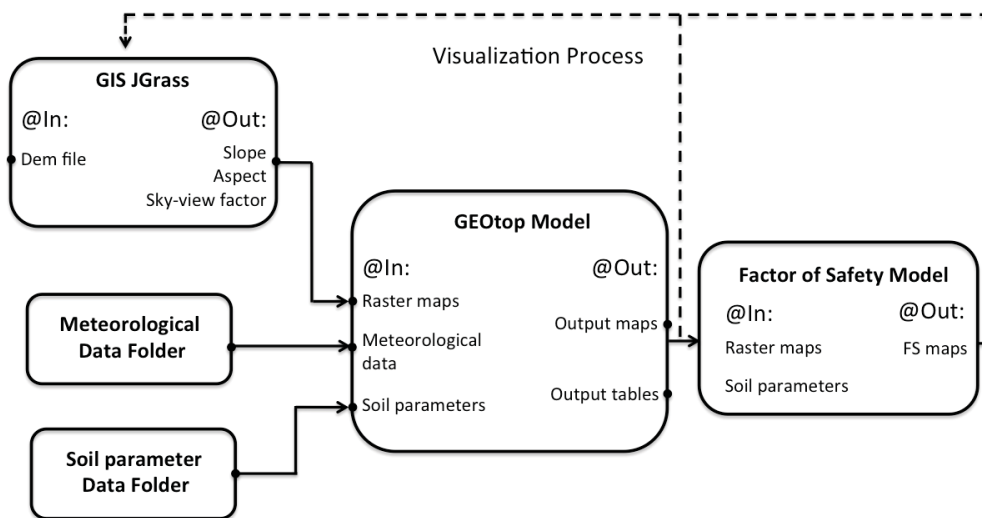 Visualization Process
GIS JGrass
@In:
@Out:
Dem file
Slope
Aspect
Sky-view factor
GEOtop Model
@In:
@Out:
Raster maps
Meteorological
data
Soil parameters
Output maps
Output tables
Meteorological
Data Folder
Soil parameter
Data Folder
Factor of Safety Model
@In:
@Out:
Raster maps
FS maps
Soil parameters